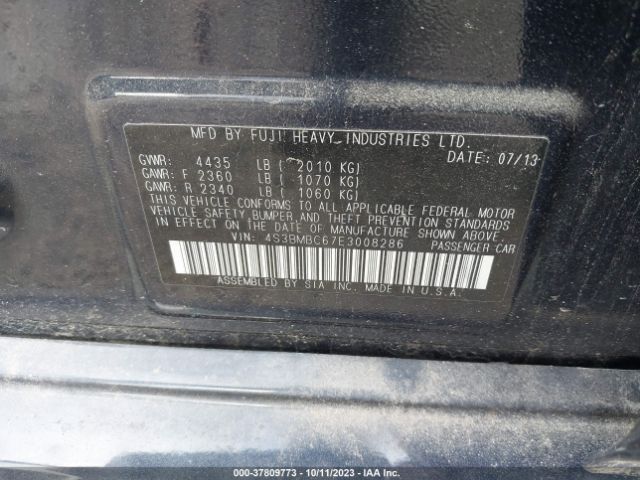 MFD BY FUJI HEAVY INDUSTRIES LTD.
GVWR: 4435 LB ( 2010 KG) DATE: 07/13
GAWR: F 2360 LB ( 1070 KG)
GAWR: R 2340 LB ( 1060 KG)
THIS VEHICLE CONFORMS TO ALL APPLICABLE FEDERAL MOTOR
VEHICLE SAFETY, BUMPER, AND THEFT PREVENTION STANDARDS
IN EFFECT ON THE DATE OF MANUFACTURE SHOWN ABOVE.
VIN: 4S3BMBC67E3008286 PASSENGER CAR
ASSEMBLED BY SIA INC. MADE IN U.S.A.
000-37809773 - 10/11/2023 - IAA Inc.